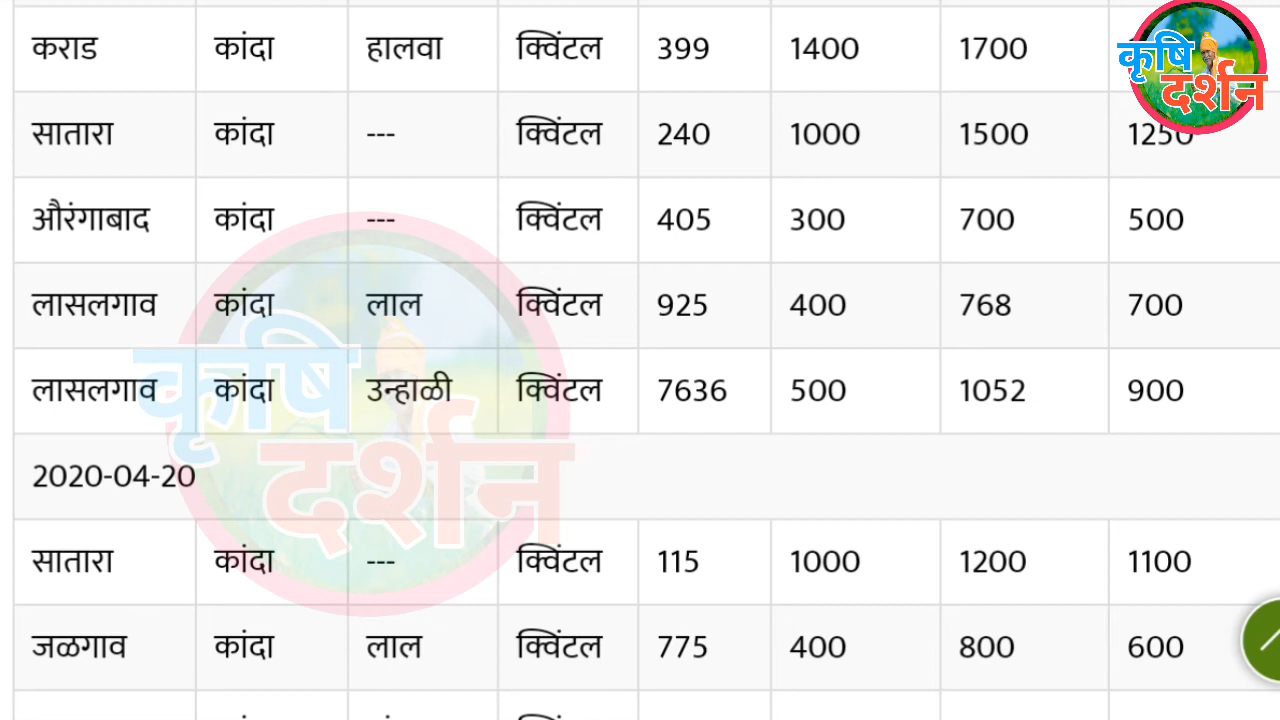 कराड कांदा हालवा क्विंटल 399 1400 1700
कृषि
दर्शन
सातारा कांदा --- क्विंटल 240 1000 1500 1250
औरंगाबाद कांदा --- क्विंटल 405 300 700 500
लासलगाव कांदा लाल क्विंटल 925 400 768 700
लासलगाव कांदा उन्हाळी क्विंटल 7636 500 1052 900
कृषि
दर्शन
2020-04-20
सातारा कांदा --- क्विंटल 115 1000 1200 1100
जळगाव कांदा लाल क्विंटल 775 400 800 600